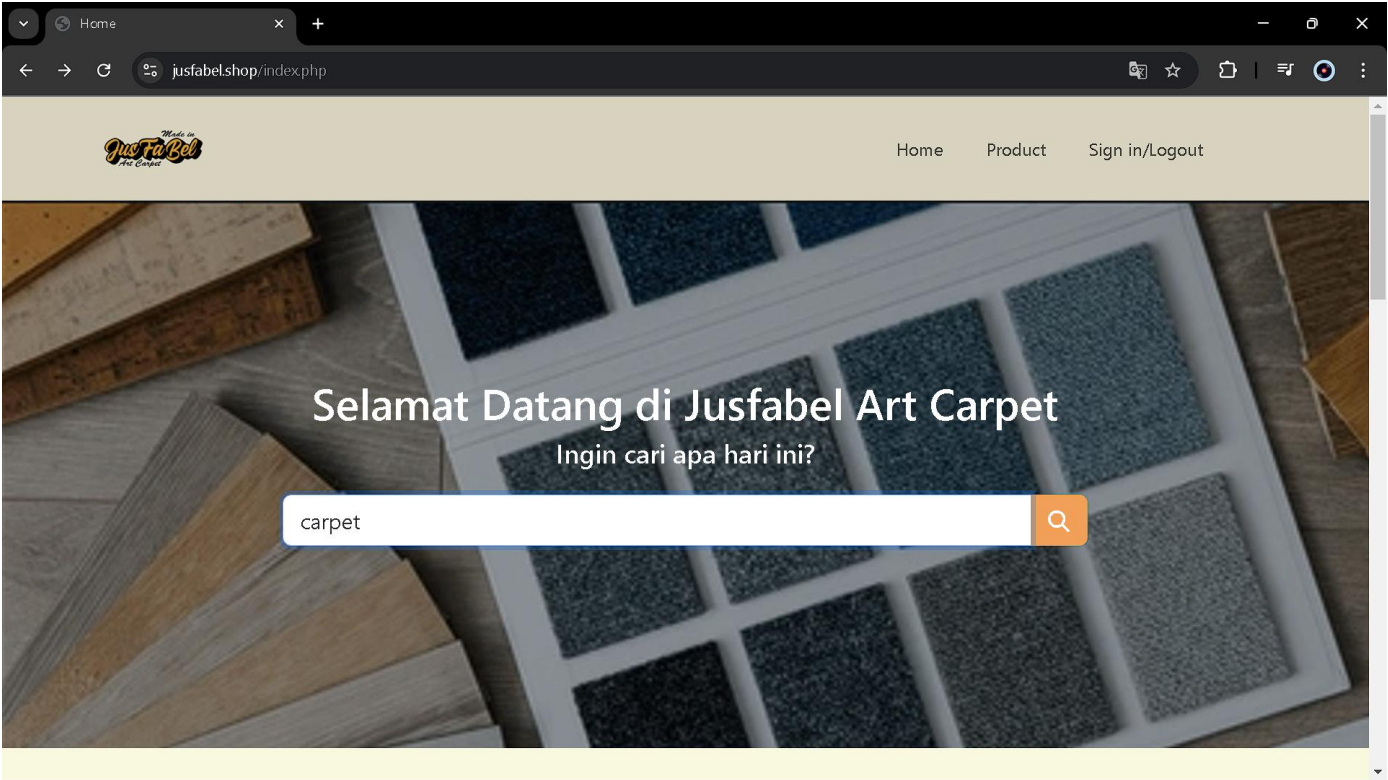 Home
jusfabel.shop/index.php
Made in
JusFaBel
Art Carpet
Home Product Sign in/Logout
Selamat Datang di Jusfabel Art Carpet
Ingin cari apa hari ini?
carpet